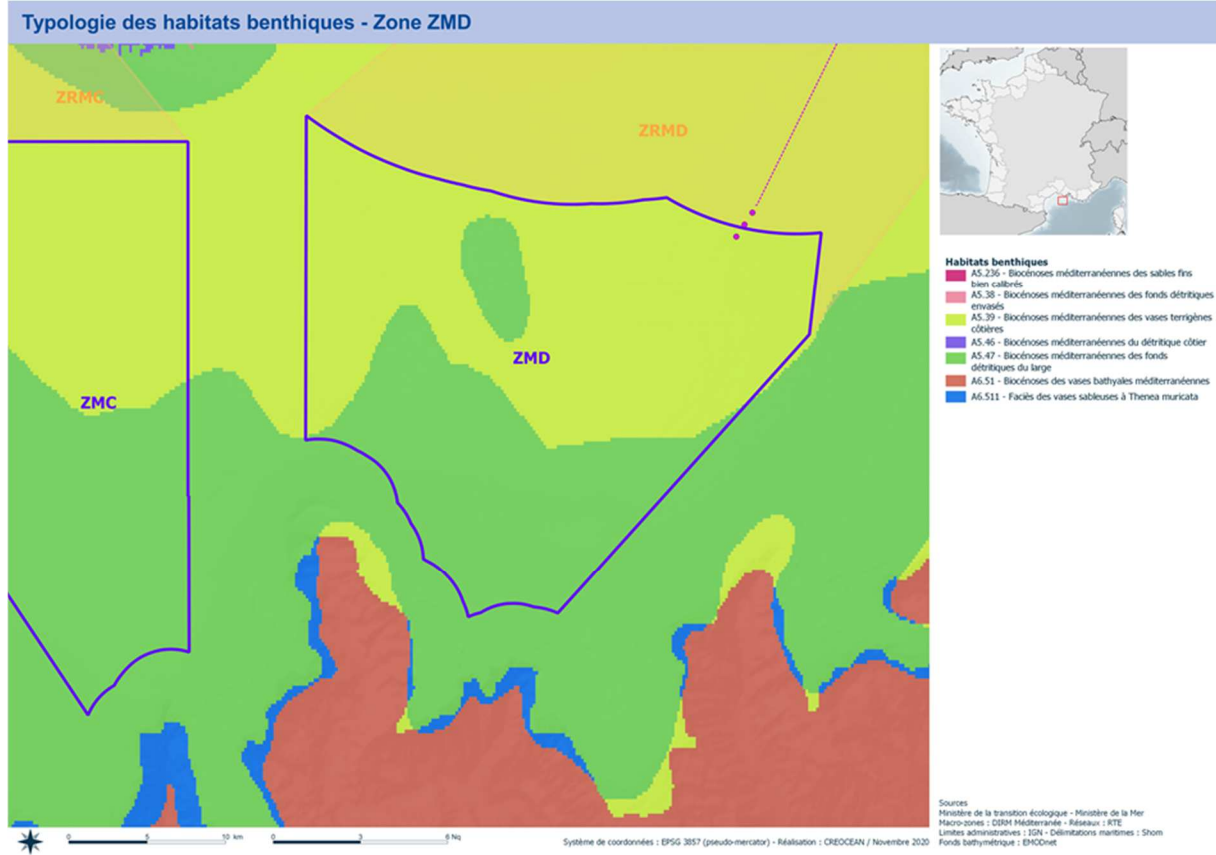 Typologie des habitats benthiques - Zone ZMD
ZRMC
ZRMD
ZMD
ZMC
Habitats benthiques
A5.236 - Biocénoses méditerranéennes des sables fins
bien calibrés
A5.38 - Biocénoses méditerranéennes des fonds détritiques
envasés
A5.39 - Biocénoses méditerranéennes des vases terrigènes
côtières
A5.46 - Biocénoses méditerranéennes du détritique côtier
A5.47 - Biocénoses méditerranéennes des fonds
détritiques du large
A6.51 - Biocénoses des vases bathyales méditerranéennes
A6.511 - Faciès des vases sableuses à Thenea muricata
0 5 10 km
0 3 6 Nq
Système de coordonnées : EPSG 3857 (pseudo-mercator) - Réalisation : CREOCEAN / Novembre 2020
Sources
Ministère de la transition écologique - Ministère de la Mer
Macro-zones : DIRM Méditerranée - Réseaux : RTE
Limites administratives : IGN - Délimitations maritimes : Shom
Fonds bathymétrique : EMODnet